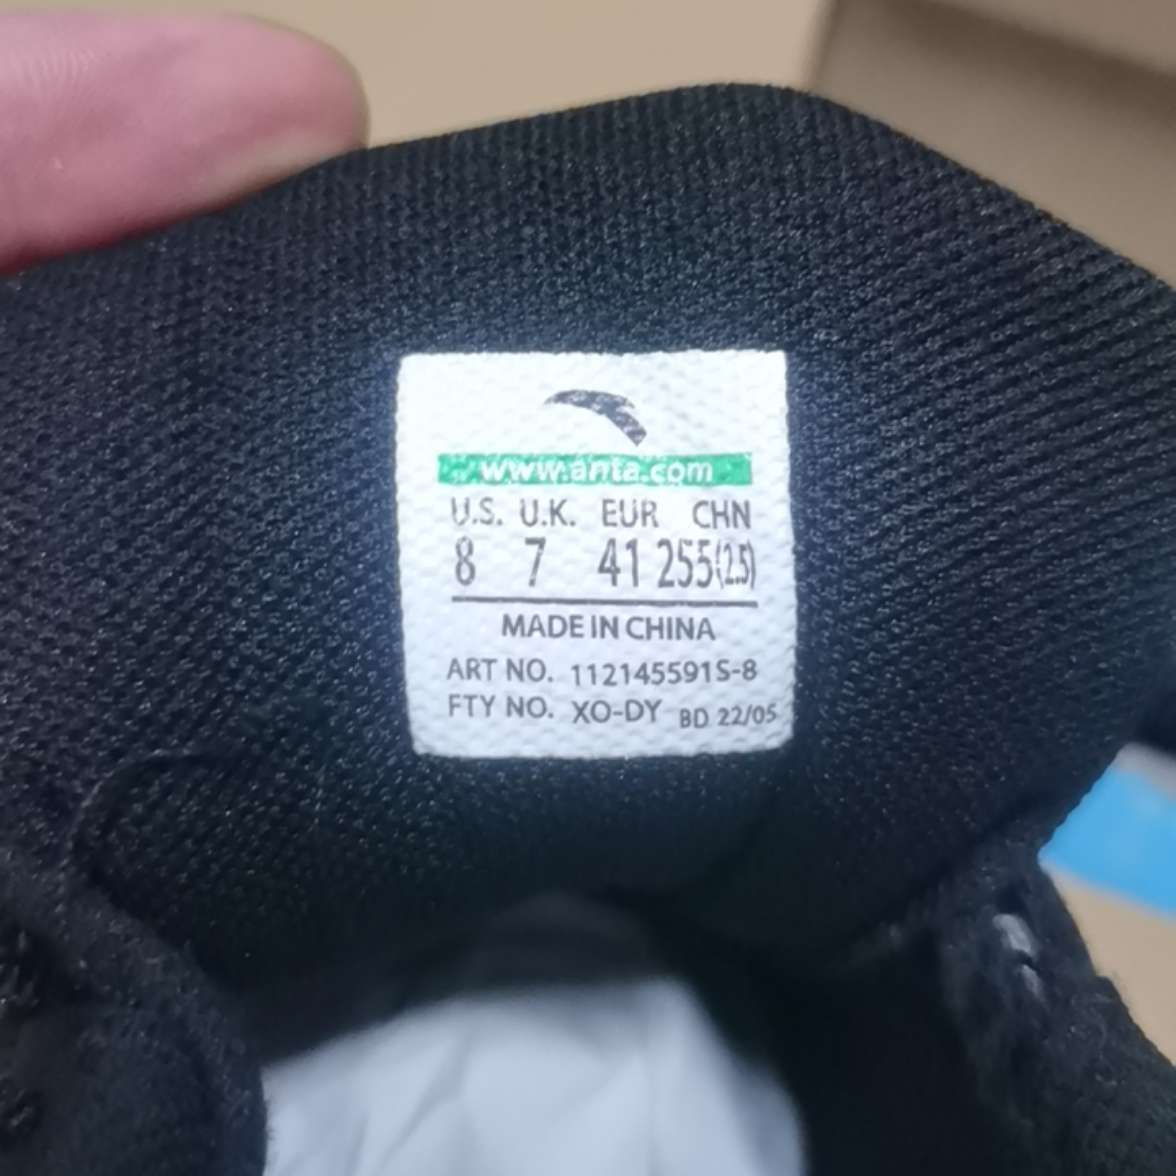 www.anta.com
U.S. U.K. EUR CHN
8 7 41 255(2.5)
MADE IN CHINA
ART NO. 112145591S-8
FTY NO. XO-DY BD 22/05